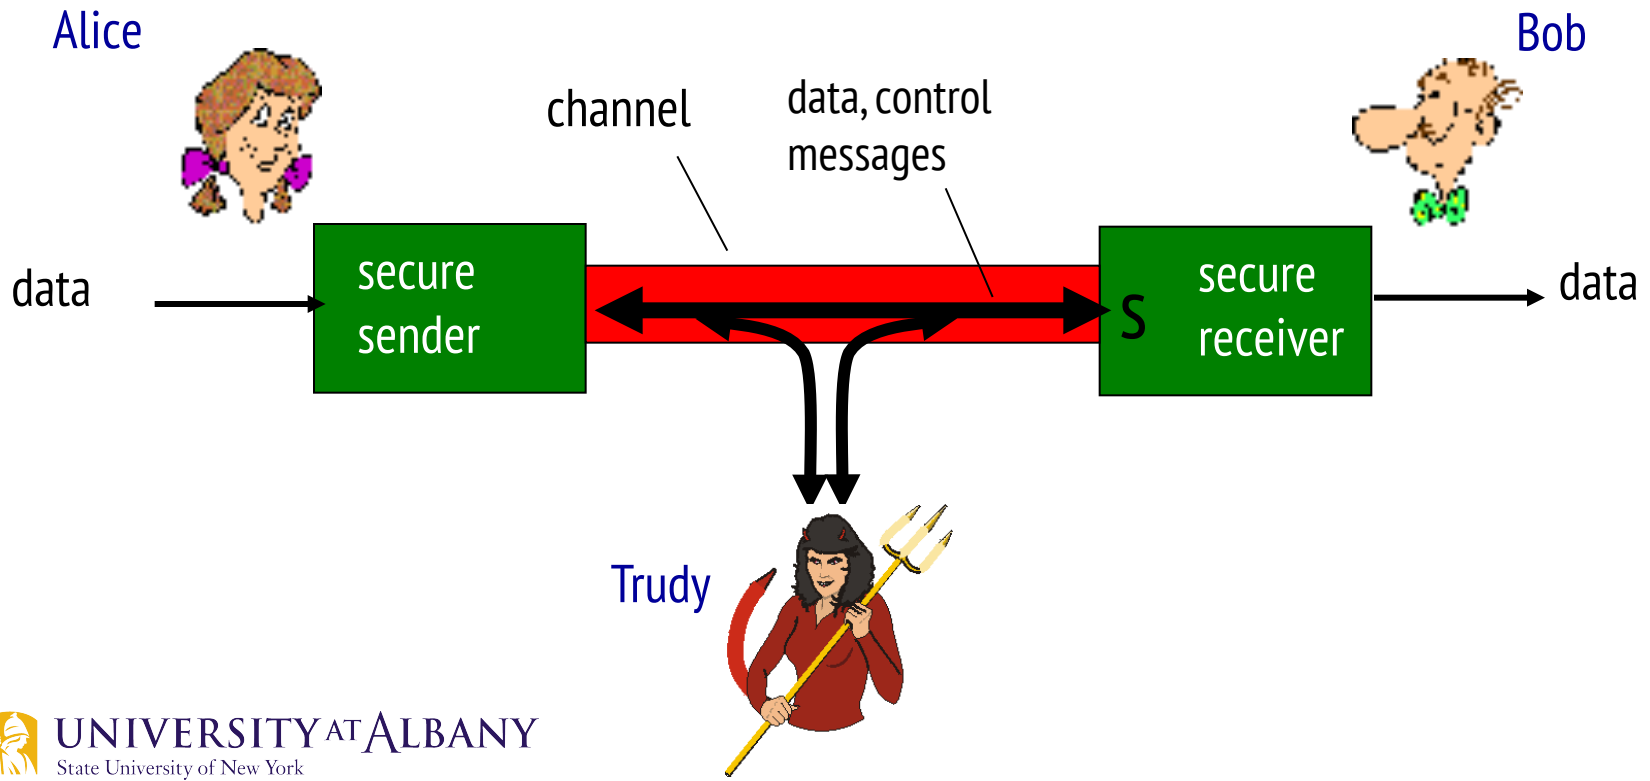 Alice
Bob
channel
data, control
messages
data
secure
sender
s
secure
receiver
data
Trudy
UNIVERSITY AT ALBANY
State University of New York